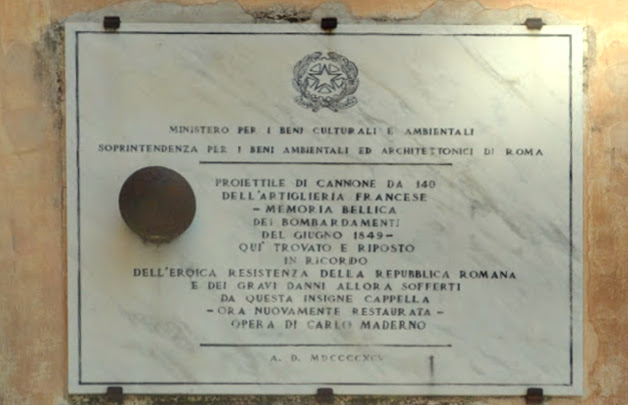 MINISTERO PER I BENI CULTURALI E AMBIENTALI
SOPRINTENDENZA PER I BENI AMBIENTALI ED ARCHITETTONICI DI ROMA
PROIETTILE DI CANNONE DA 140
DELL'ARTIGLIERIA FRANCESE
- MEMORIA BELLICA
DEI BOMBARDAMENTI
DEL GIUGNO 1849 -
QUI' TROVATO E RIPOSTO
IN RICORDO
DELL'EROICA RESISTENZA DELLA REPUBBLICA ROMANA
E DEI GRAVI DANNI ALLORA SOFFERTI
DA QUESTA INSIGNE CAPPELLA
- ORA NUOVAMENTE RESTAURATA -
OPERA DI CARLO MADERNO
A. D.